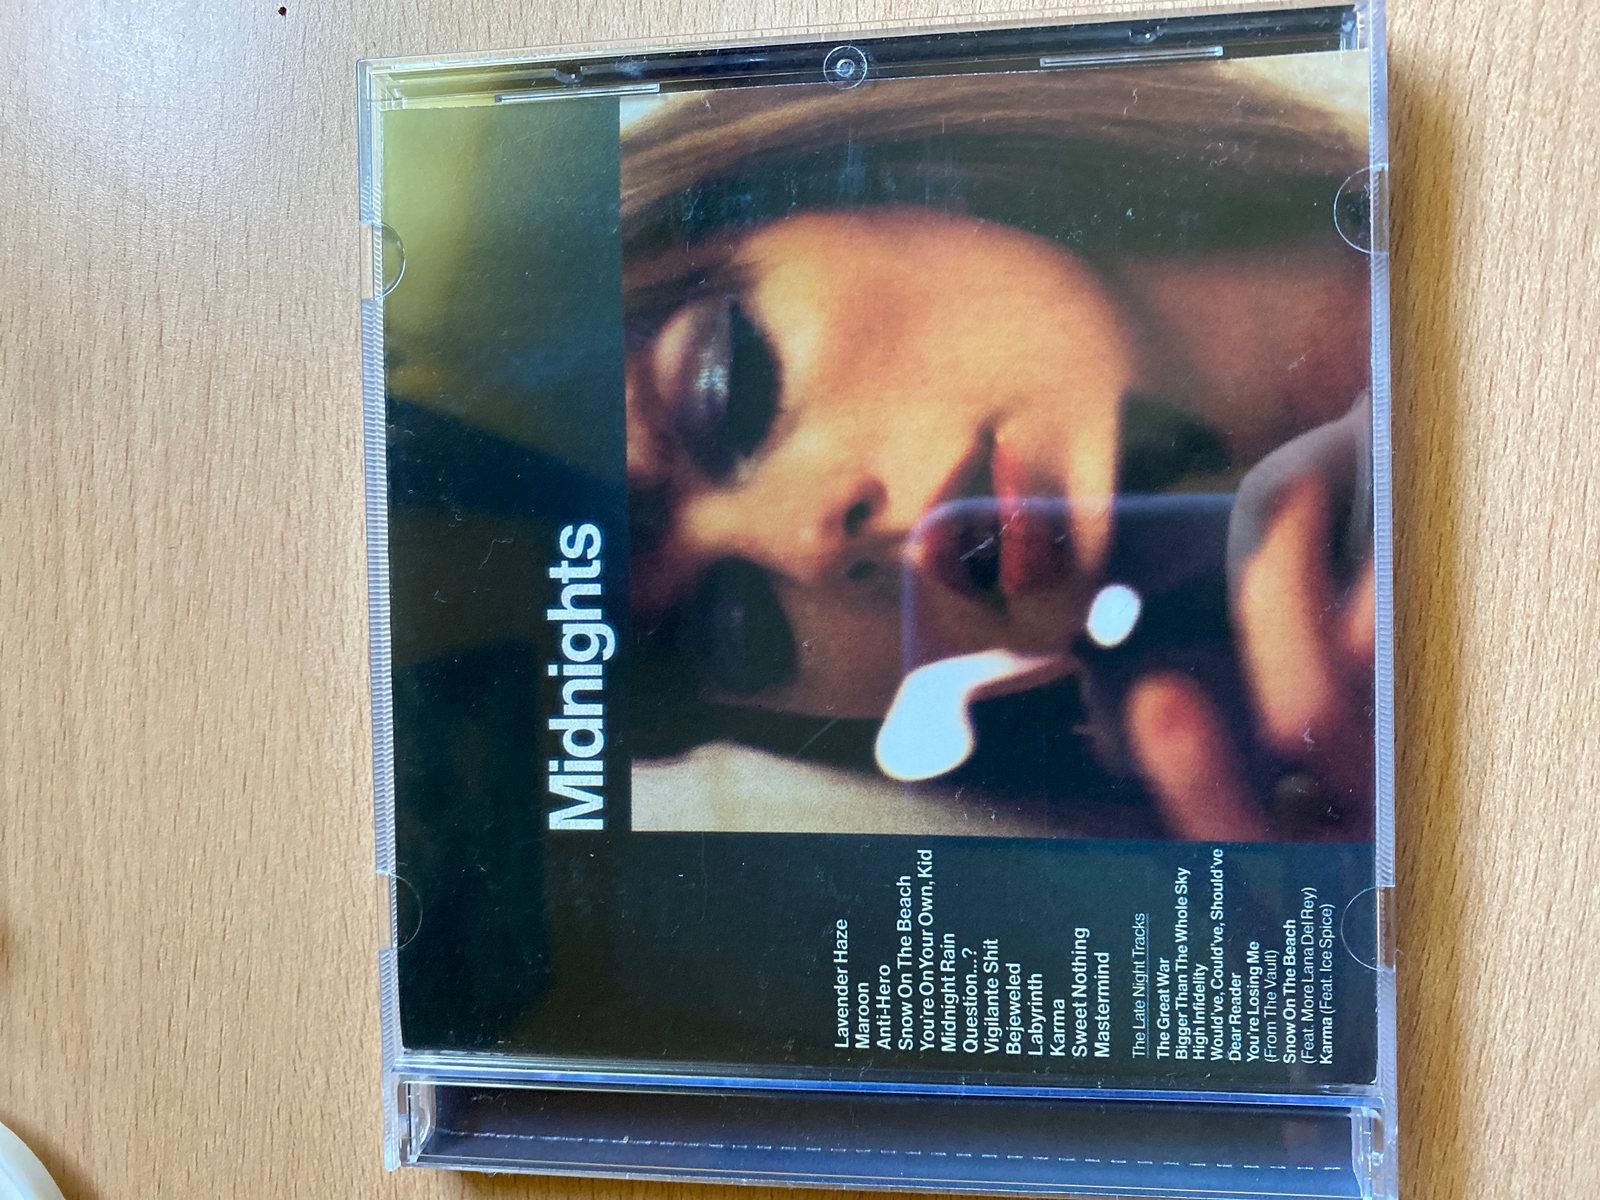 Midnights
Lavender Haze
Maroon
Anti-Hero
Snow On The Beach
You're On Your Own, Kid
Midnight Rain
Question...?
Vigilante Shit
Bejeweled
Labyrinth
Karma
Sweet Nothing
Mastermind
The Late Night Tracks
The Great War
Bigger Than The Whole Sky
High Infidelity
Would've, Could've, Should've
Dear Reader
You're Losing Me
(From The Vault)
Snow On The Beach
(Feat. More Lana Del Rey)
Karma (Feat. Ice Spice)